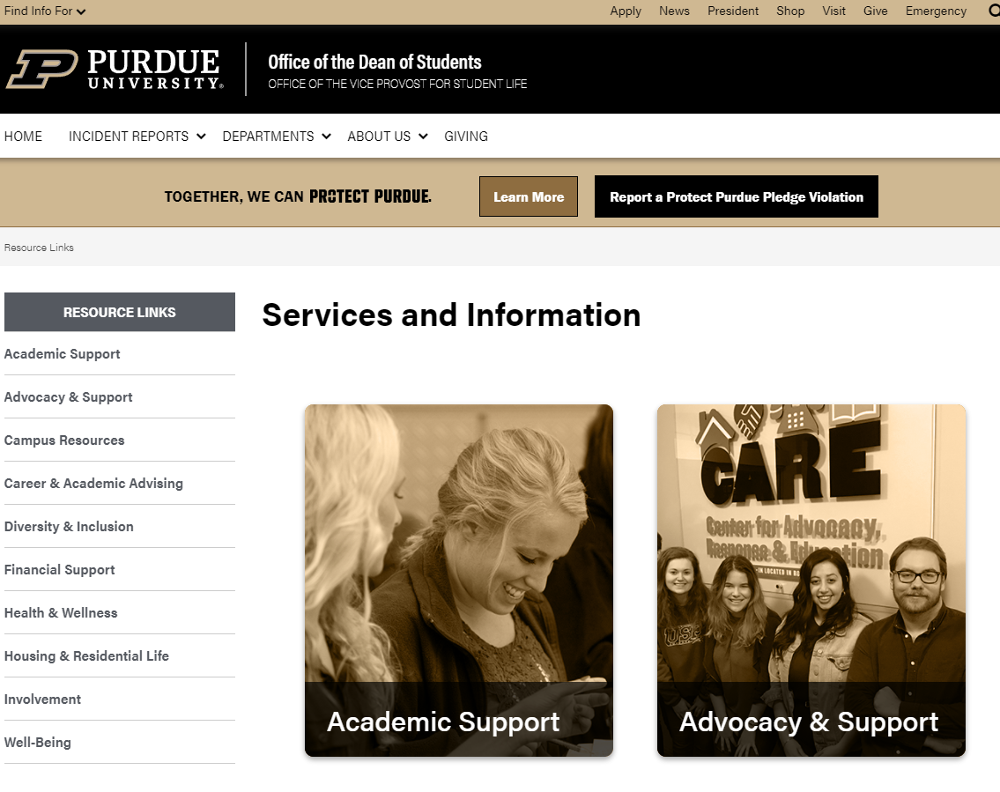 Find Info For
Apply News President Shop Visit Give Emergency
PURDUE
UNIVERSITY®
Office of the Dean of Students
OFFICE OF THE VICE PROVOST FOR STUDENT LIFE
HOME INCIDENT REPORTS DEPARTMENTS ABOUT US GIVING
TOGETHER, WE CAN PROTECT PURDUE.
Learn More
Report a Protect Purdue Pledge Violation
Resource Links
RESOURCE LINKS
Academic Support
Advocacy & Support
Campus Resources
Career & Academic Advising
Diversity & Inclusion
Financial Support
Health & Wellness
Housing & Residential Life
Involvement
Well-Being
Services and Information
Academic Support
CARE
Center for Advocacy,
Response & Education
-IN LOCATED IN
Advocacy & Support